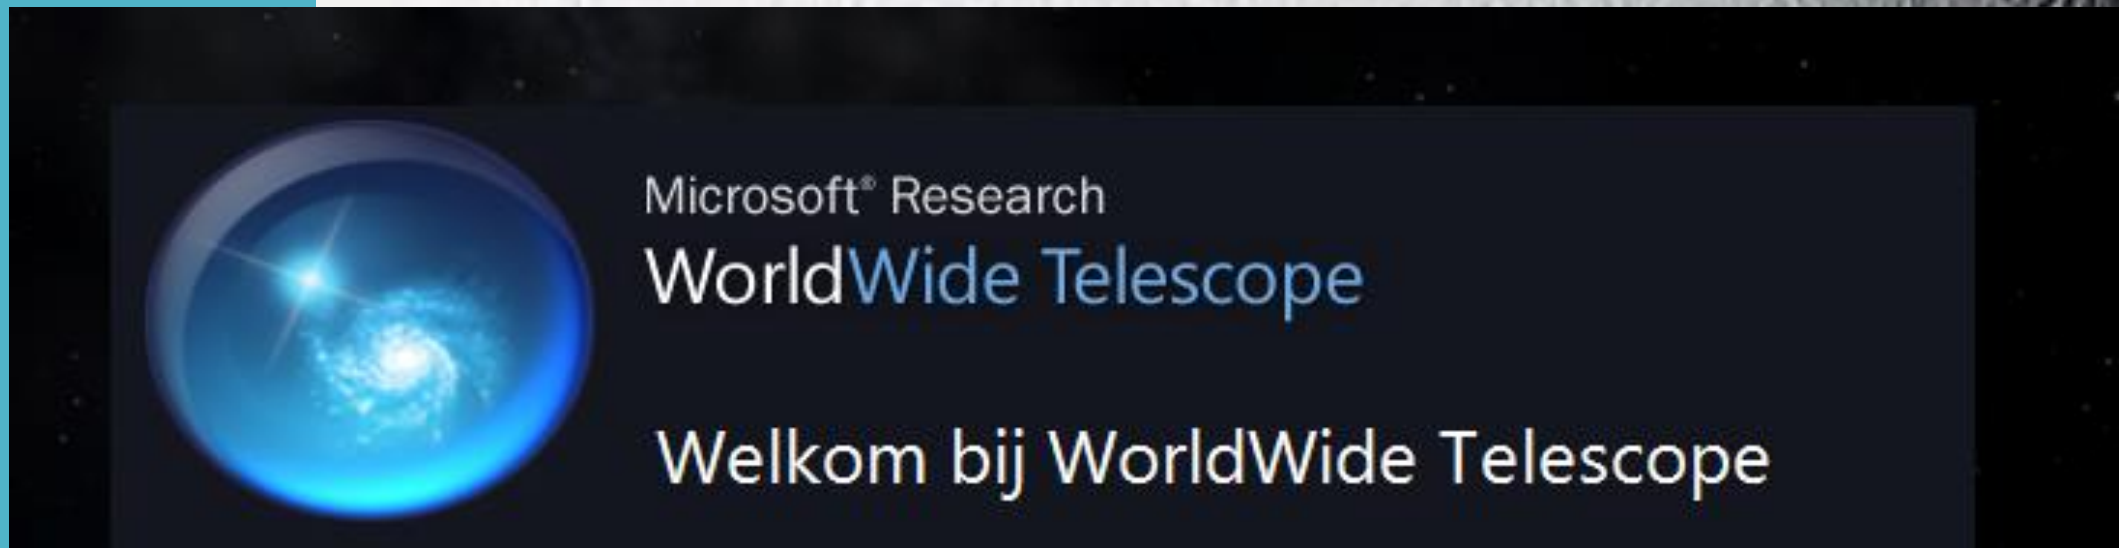 Microsoft® Research
WorldWide Telescope
Welkom bij WorldWide Telescope